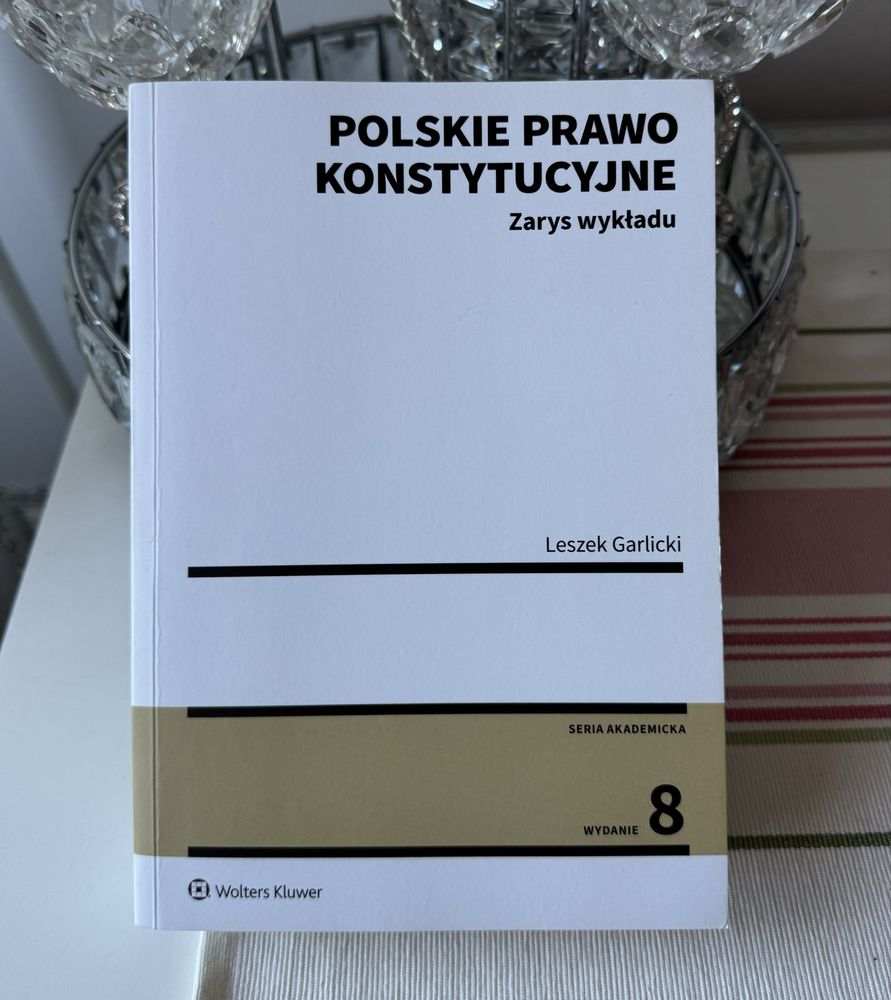 POLSKIE PRAWO
KONSTYTUCYJNE
Zarys wykładu
Leszek Garlicki
SERIA AKADEMICKA
WYDANIE 8
Wolters Kluwer